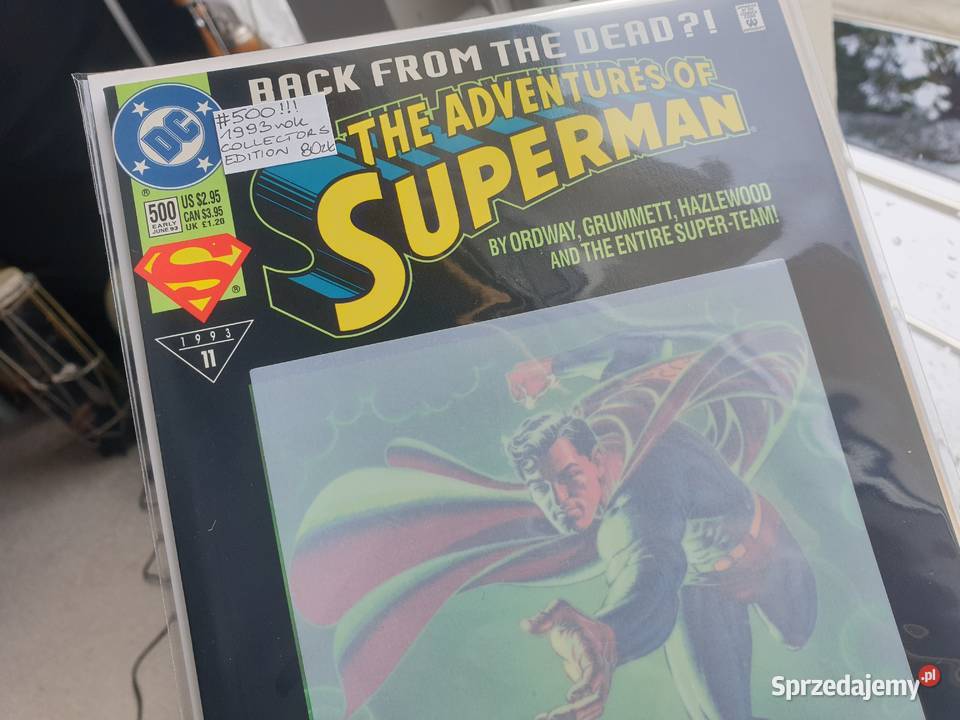 BACK FROM THE DEAD?!
DC
#500!!!
1993 rok
COLLECTORS
EDITION 80zł
THE ADVENTURES OF
SUPERMAN
®
500
EARLY
JUNE 93
US $2.95
CAN $3.95
UK £1.20
BY ORDWAY, GRUMMETT, HAZLEWOOD
AND THE ENTIRE SUPER-TEAM!
S
®
1993
11
Sprzedajemy.pl